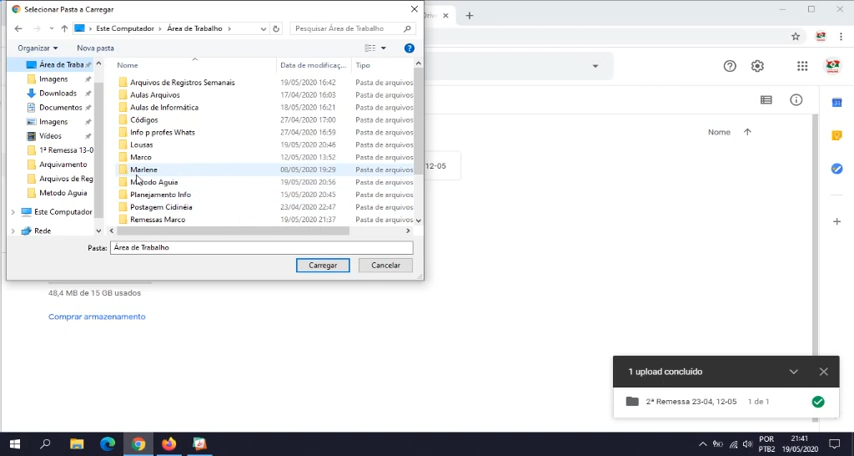 Selecionar Pasta a Carregar
Este Computador > Área de Trabalho >
Pesquisar Área de Trabalho
Organizar
Nova pasta
Área de Traba
Imagens
Downloads
Documentos
Imagens
Vídeos
1ª Remessa 13-0
Arquivamento
Arquivos de Reg
Metodo Aguia
Este Computador
Rede
Nome
Data de modificaç...
Tipo
Arquivos de Registros Semanais 19/05/2020 16:42 Pasta de arquivos
Aulas Arquivos 17/04/2020 16:03 Pasta de arquivos
Aulas de Informática 18/05/2020 16:21 Pasta de arquivos
Códigos 27/04/2020 17:00 Pasta de arquivos
Info p profes Whats 27/04/2020 16:59 Pasta de arquivos
Lousas 19/05/2020 20:46 Pasta de arquivos
Marco 12/05/2020 13:52 Pasta de arquivos
Marlene 08/05/2020 19:29 Pasta de arquivos
Metodo Aguia 19/05/2020 20:56 Pasta de arquivos
Planejamento Info 15/05/2020 20:45 Pasta de arquivos
Postagem Cidinéia 23/04/2020 22:47 Pasta de arquivos
Remessas Marco 19/05/2020 21:37 Pasta de arquivos
Pasta: Área de Trabalho
Carregar
Cancelar
Nome
12-05
48,4 MB de 15 GB usados
Comprar armazenamento
1 upload concluído
2ª Remessa 23-04, 12-05 1 de 1
POR
PTB2
21:41
19/05/2020